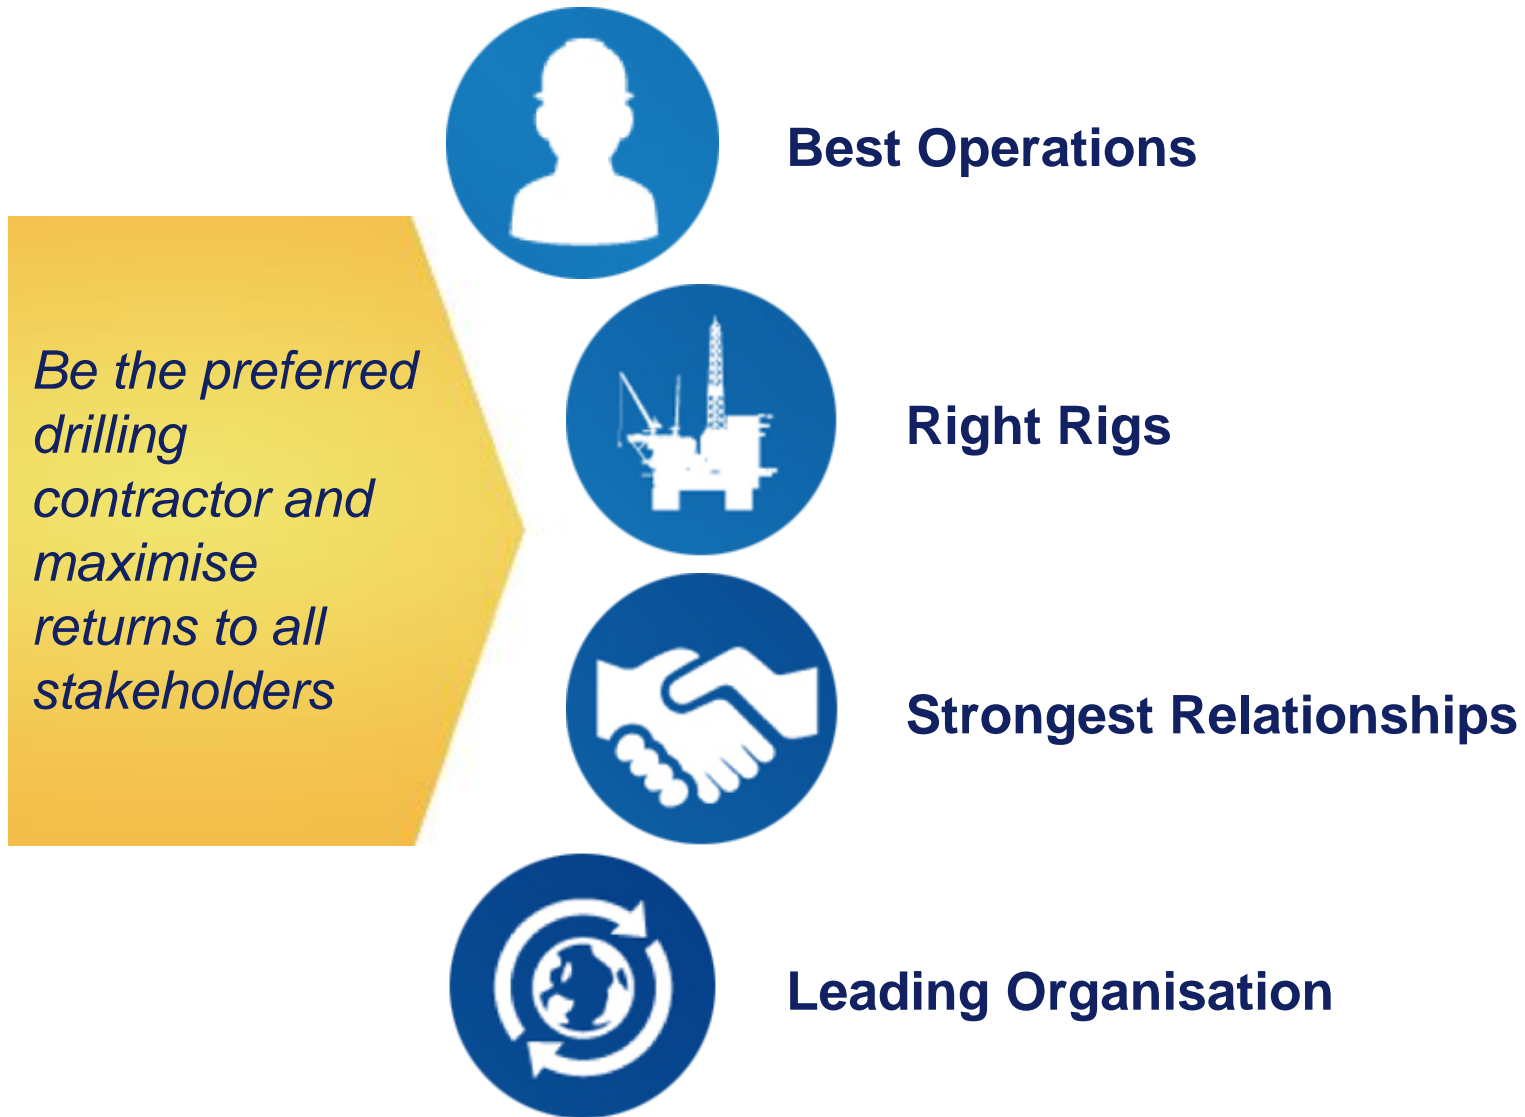 Best Operations
Be the preferred
drilling
contractor and
maximise
returns to all
stakeholders
Right Rigs
Strongest Relationships
Leading Organisation